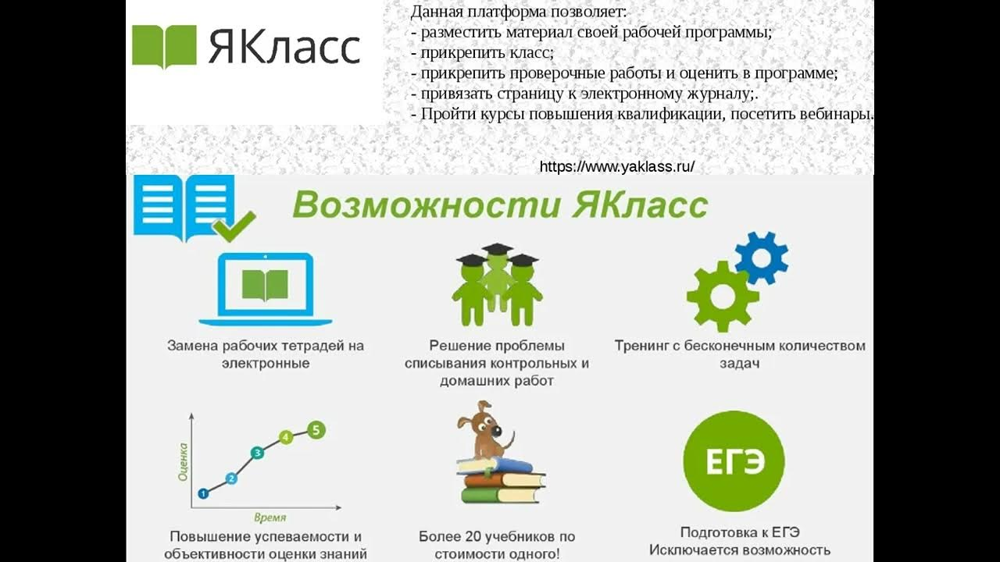 ЯКласс
Данная платформа позволяет:
- разместить материал своей рабочей программы;
- прикрепить класс;
- прикрепить проверочные работы и оценить в программе;
- привязать страницу к электронному журналу;.
- Пройти курсы повышения квалификации, посетить вебинары.
https://www.yaklass.ru/
Возможности ЯКласс
Замена рабочих тетрадей на
электронные
Решение проблемы
списывания контрольных и
домашних работ
Тренинг с бесконечным количеством
задач
Оценка
1
2
3
4
5
Время
Повышение успеваемости и
объективности оценки знаний
Более 20 учебников по
стоимости одного!
ЕГЭ
Подготовка к ЕГЭ
Исключается возможность